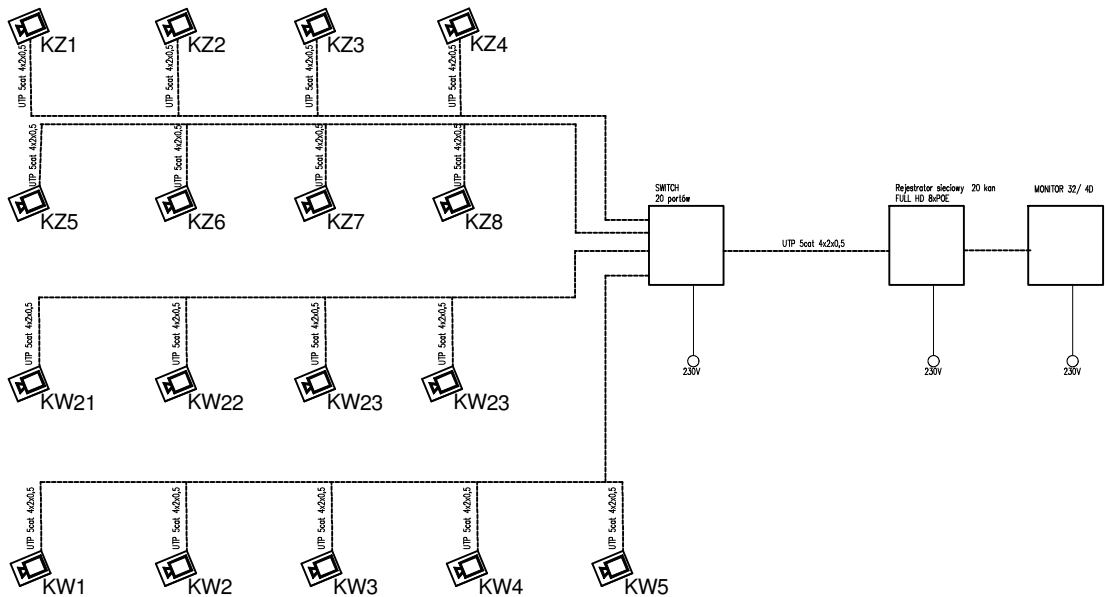 KZ1
KZ2
KZ3
KZ4
UTP 5cat 4x2x0,5
UTP 5cat 4x2x0,5
UTP 5cat 4x2x0,5
UTP 5cat 4x2x0,5
UTP 5cat 4x2x0,5
UTP 5cat 4x2x0,5
UTP 5cat 4x2x0,5
UTP 5cat 4x2x0,5
KZ5
KZ6
KZ7
KZ8
SWITCH
20 portów
Rejestrator sieciowy 20 kan
FULL HD 8xPOE
MONITOR 32/ 4D
UTP 5cat 4x2x0,5
230V
230V
230V
UTP 5cat 4x2x0,5
UTP 5cat 4x2x0,5
UTP 5cat 4x2x0,5
UTP 5cat 4x2x0,5
KW21
KW22
KW23
KW23
UTP 5cat 4x2x0,5
UTP 5cat 4x2x0,5
UTP 5cat 4x2x0,5
UTP 5cat 4x2x0,5
UTP 5cat 4x2x0,5
KW1
KW2
KW3
KW4
KW5